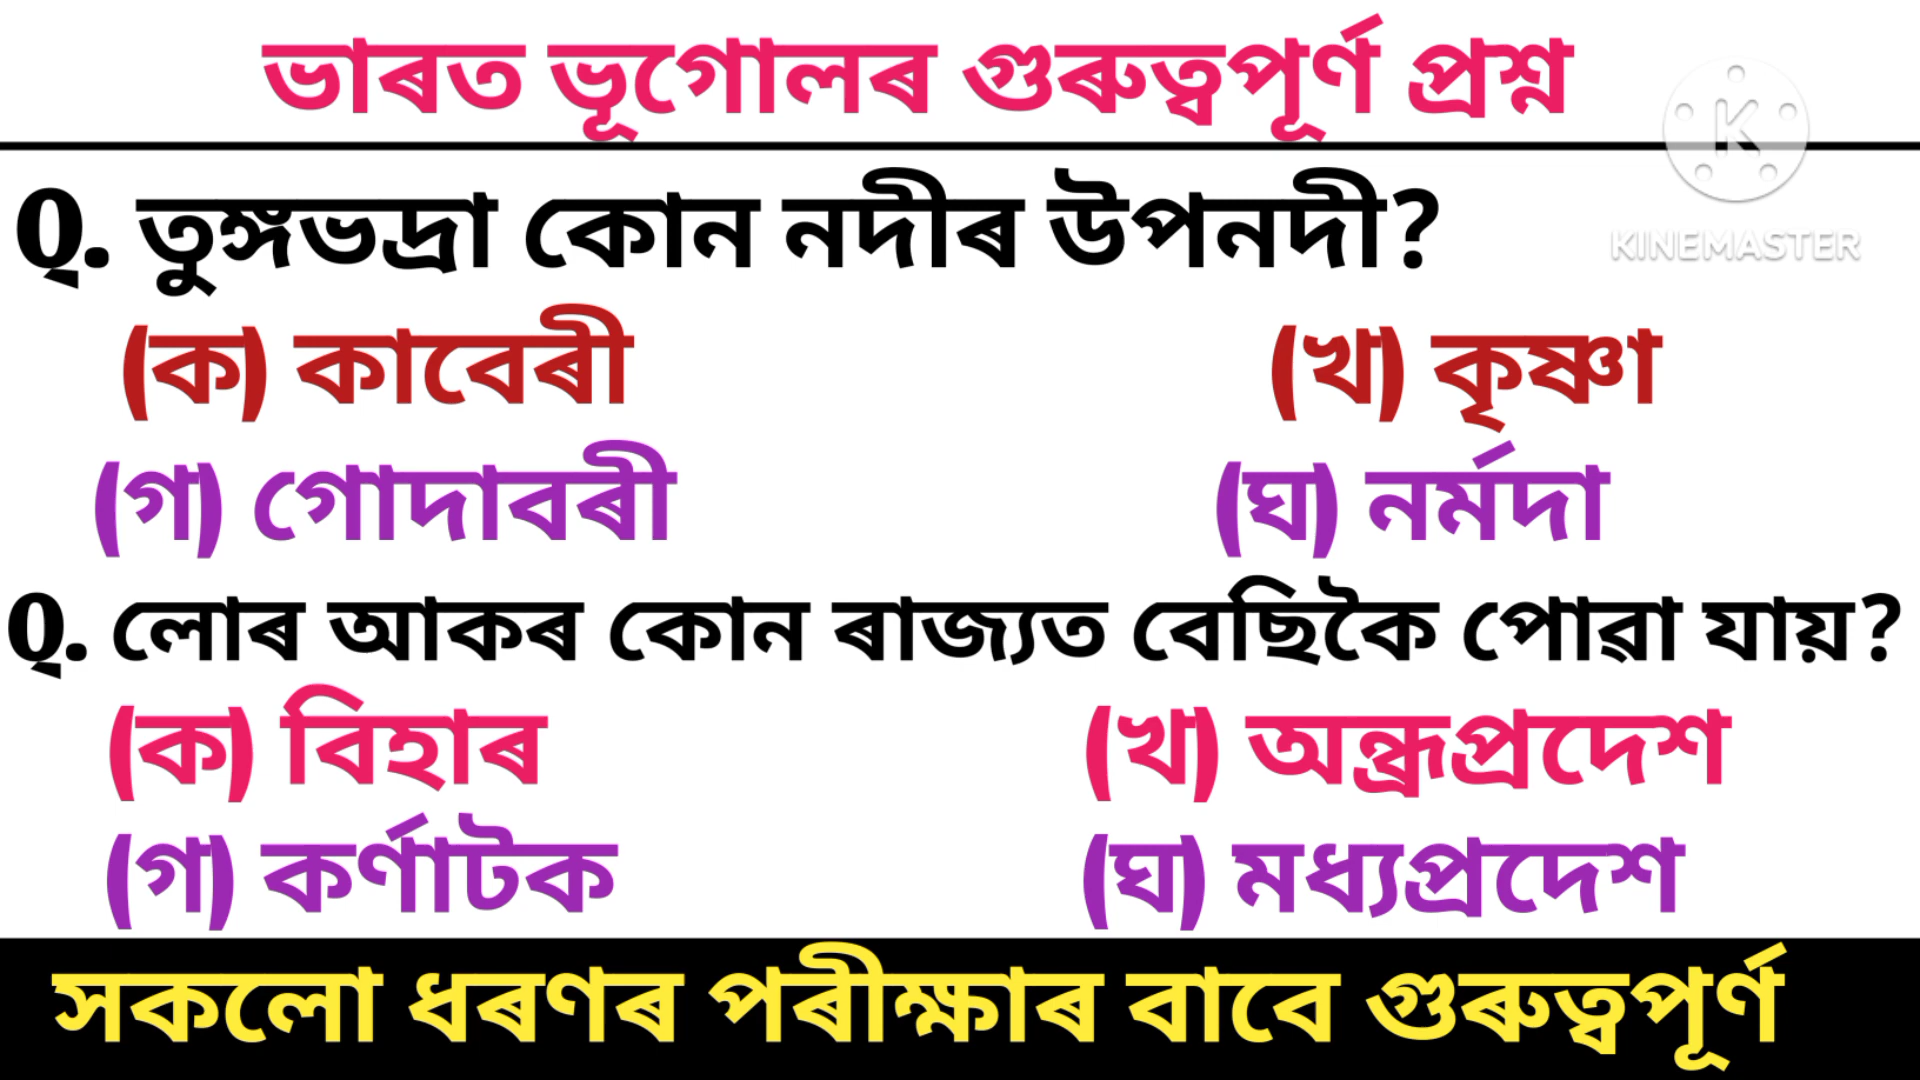 ভাৰত ভূগোলৰ গুৰুত্বপূৰ্ণ প্ৰশ্ন
Q. তুঙ্গভদ্ৰা কোন নদীৰ উপনদী?
KINEMASTER
(ক) কাবেৰী (খ) কৃষ্ণা
(গ) গোদাবৰী (ঘ) নৰ্মদা
Q. লোৰ আকৰ কোন ৰাজ্যত বেছিকৈ পোৱা যায়?
(ক) বিহাৰ (খ) অন্ধ্ৰপ্ৰদেশ
(গ) কৰ্ণাটক (ঘ) মধ্যপ্ৰদেশ
সকলো ধৰণৰ পৰীক্ষাৰ বাবে গুৰুত্বপূৰ্ণ